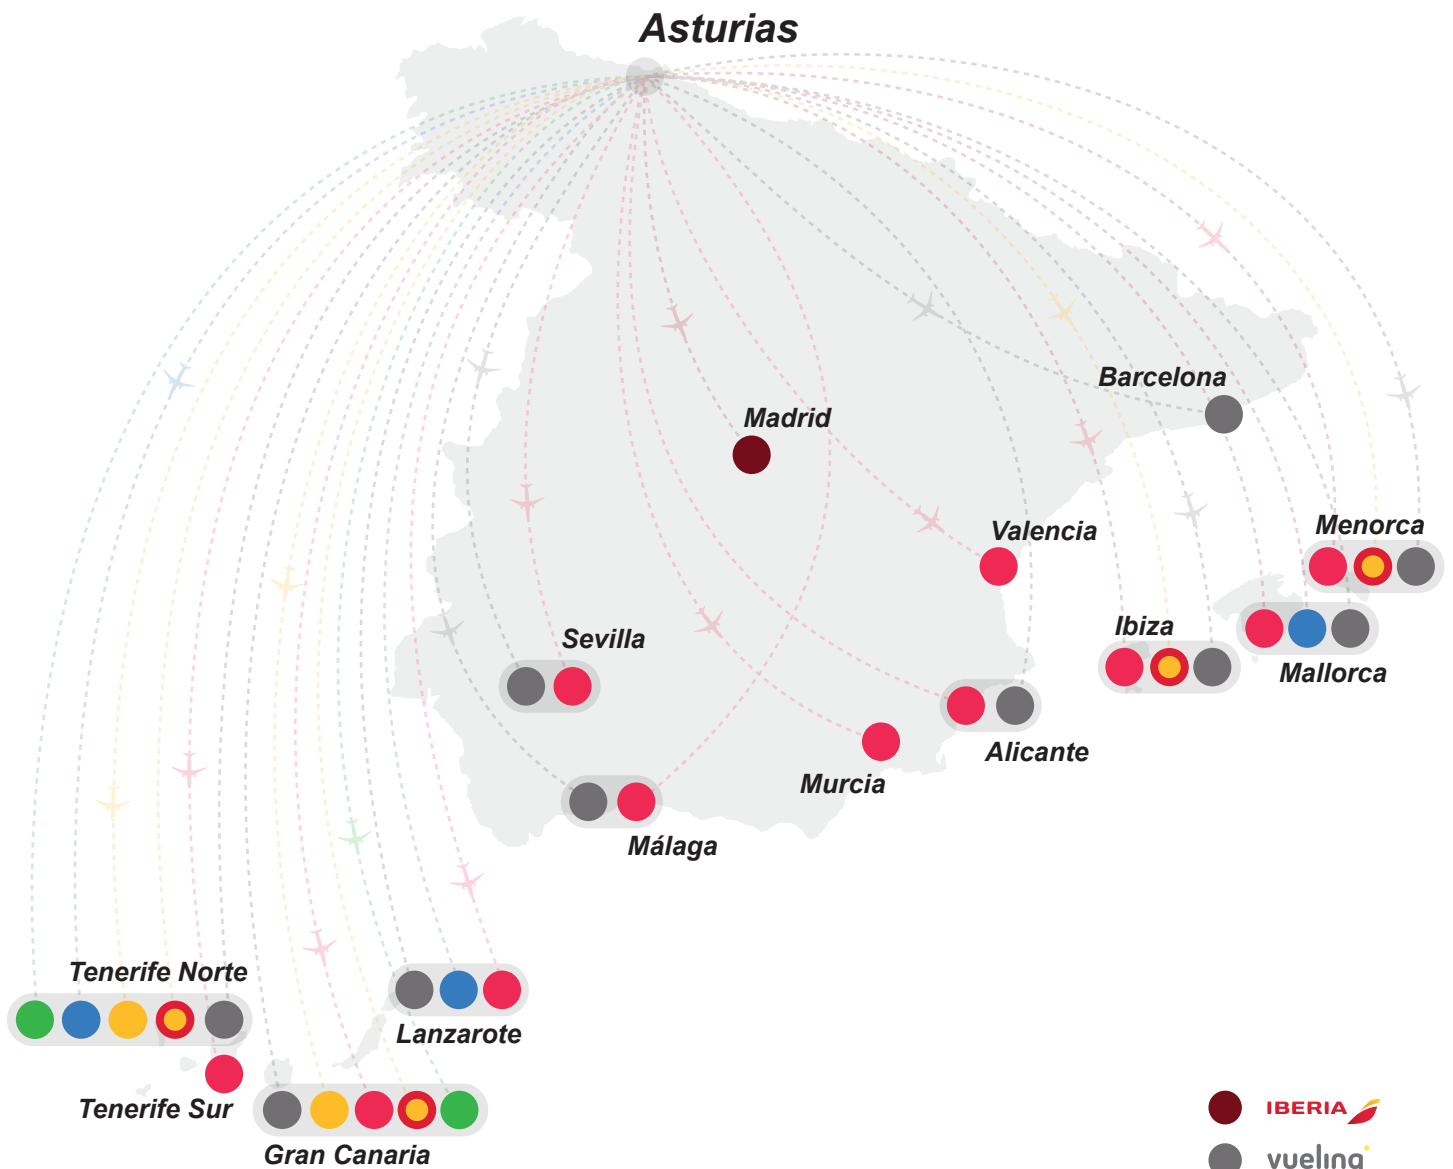 Asturias
Barcelona
Madrid
Valencia
Menorca
Ibiza
Sevilla
Mallorca
Alicante
Murcia
Málaga
Tenerife Norte
Lanzarote
Tenerife Sur
Gran Canaria
IBERIA
vueling